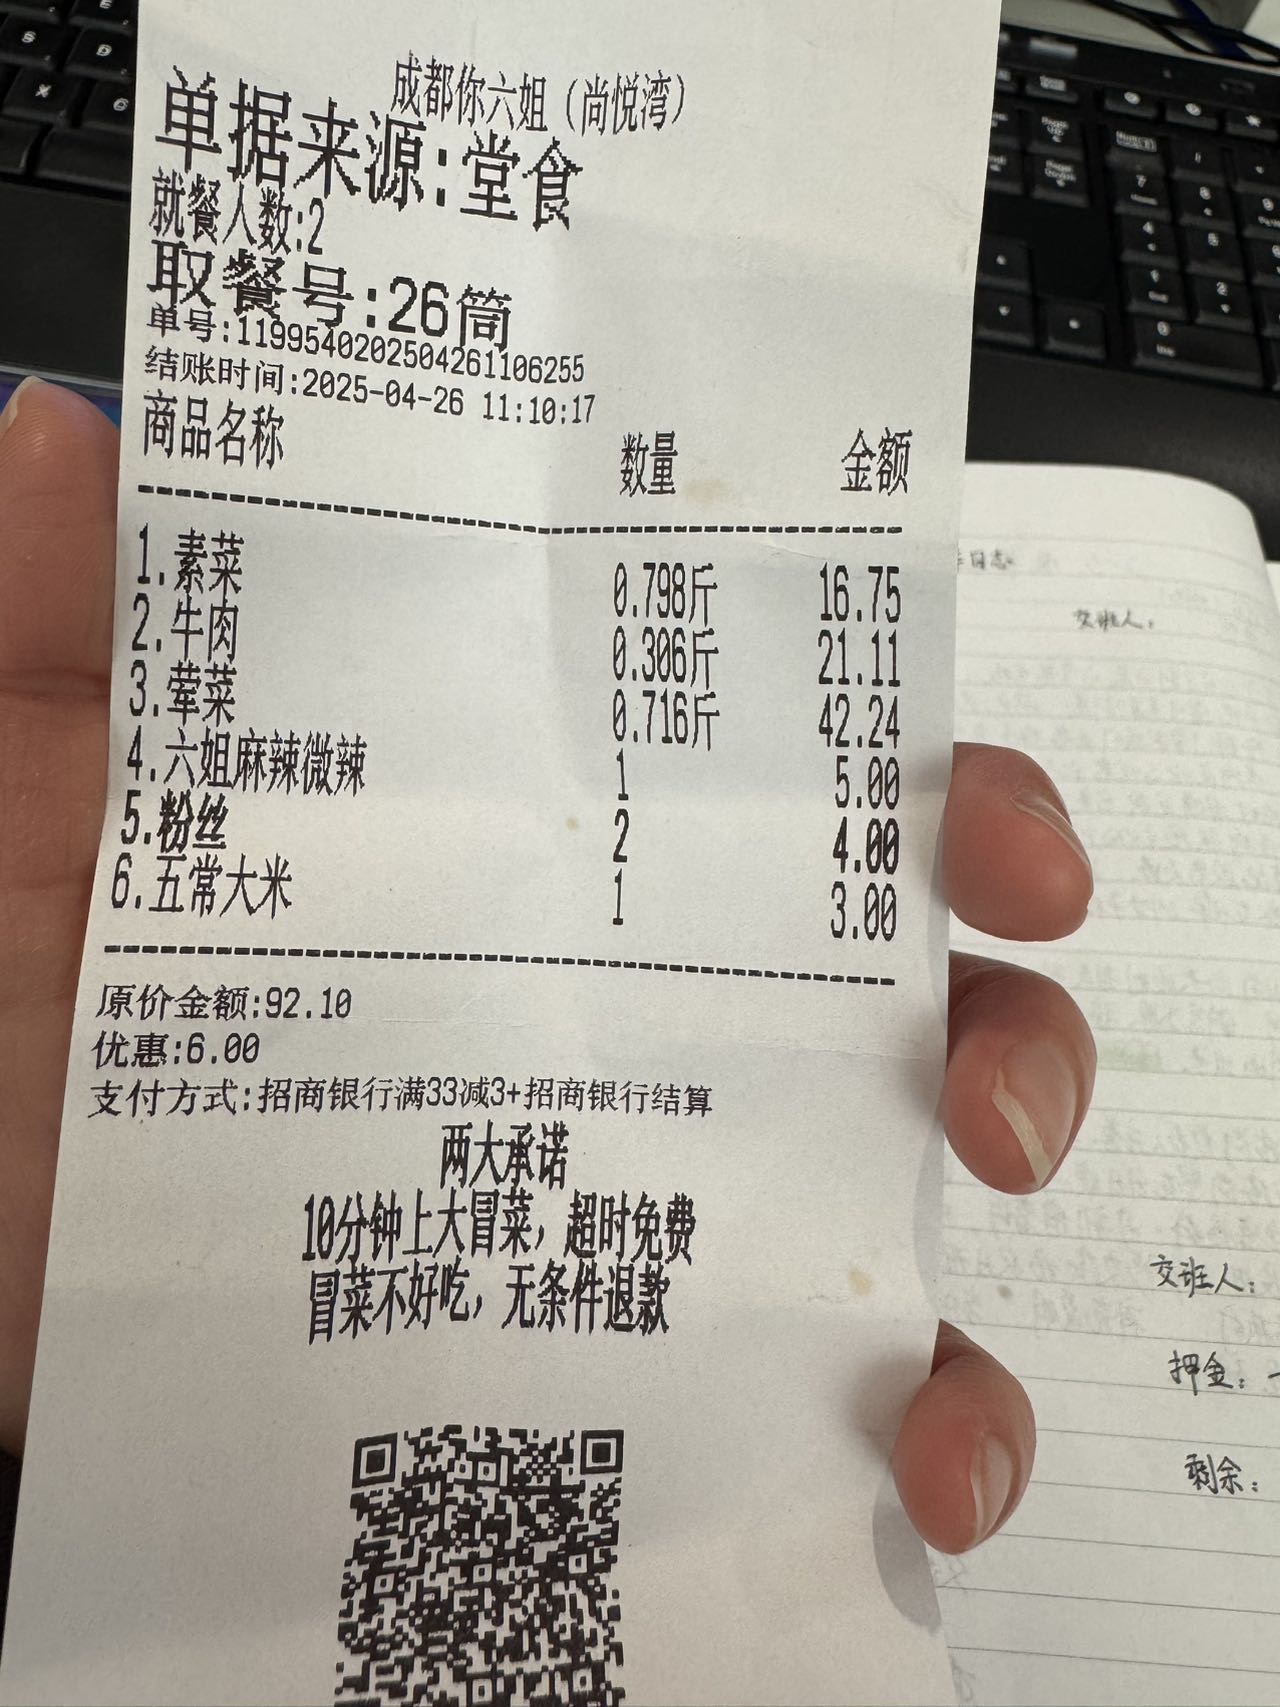 成都你六姐（尚悦湾）
单据来源:堂食
就餐人数:2
取餐号:26筒
单号:1199540202504261106255
结账时间:2025-04-26 11:10:17
商品名称 数量 金额
1.素菜 0.798斤 16.75
2.牛肉 0.306斤 21.11
3.荤菜 0.716斤 42.24
4.六姐麻辣微辣 1 5.00
5.粉丝 2 4.00
6.五常大米 1 3.00
原价金额:92.10
优惠:6.00
支付方式:招商银行满33减3+招商银行结算
两大承诺
10分钟上大冒菜，超时免费
冒菜不好吃，无条件退款
交班人：
交班人：
押金：
剩余：